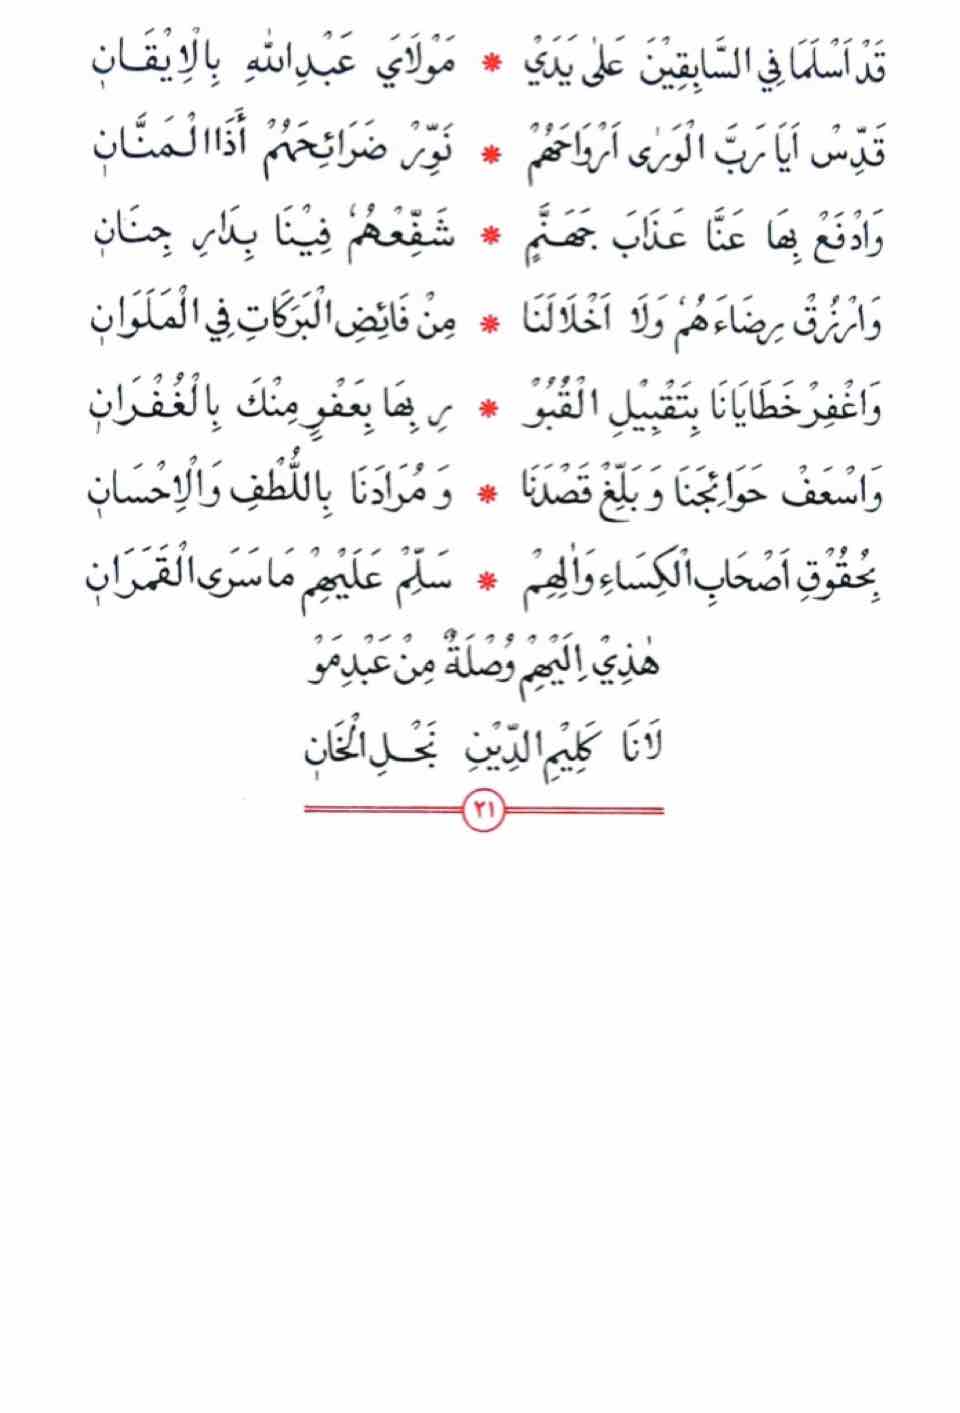 قَدْ اَسْلَمَا فِي السَّابِقِيْنَ عَلٰى يَدَيْ * مَوْلَايَ عَبْدِ اللهِ بِالْاِيْقَانِ
قَدِّسْ اَيَا رَبَّ الْوَرٰى اَرْوَاحَهُمْ * نَوِّرْ ضَرَائِحَهُمْ أَذَا الْمَنَّانِ
وَادْفَعْ بِهَا عَنَّا عَذَابَ جَهَنَّمٍ * شَفِّعْهُمُ فِيْنَا بِدَارِ جِنَانِ
وَارْزُقْ رِضَاءَهُمُ وَلَا اَخْلَالَنَا * مِنْ فَائِضِ الْبَرَكَاتِ فِي الْمَلَوَانِ
وَاغْفِرْ خَطَايَانَا بِتَقْبِيْلِ الْقُبُوْ * رِ بِهَا بِعَفْوٍ مِنْكَ بِالْغُفْرَانِ
وَاسْعَفْ حَوَائِجَنَا وَبَلِّغْ قَصْدَنَا * وَمُرَادَنَا بِاللُّطْفِ وَالْاِحْسَانِ
بِحُقُوْقِ اَصْحَابِ الْكِسَاءِ وَاٰلِهِمْ * سَلِّمْ عَلَيْهِمْ مَا سَرَى الْقَمَرَانِ
هٰذِيْ اِلَيْهِمْ وُصْلَةٌ مِنْ عَبْدِ مَوْ
لَانَا كَلِيْمِ الدِّيْنِ نَجْلِ الْخَانِ
٢١